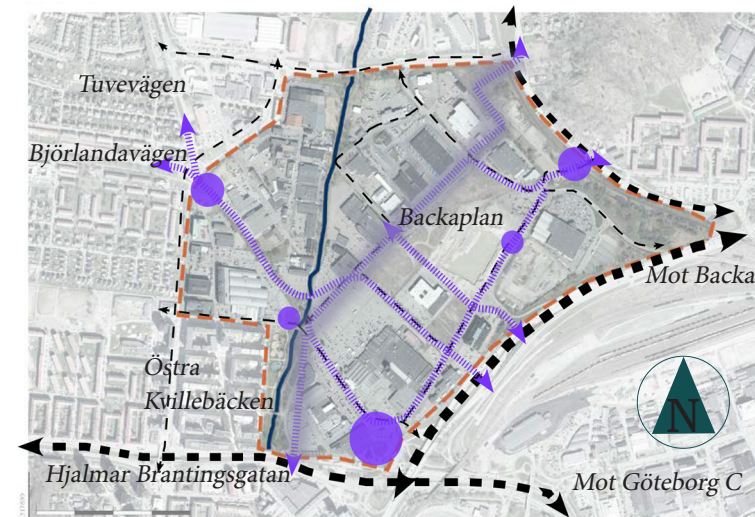 Tuvevägen
Björlandavägen
Backaplan
Mot Backa
Östra
Kvillebäcken
N
Hjalmar Brantingsgatan
Mot Göteborg C